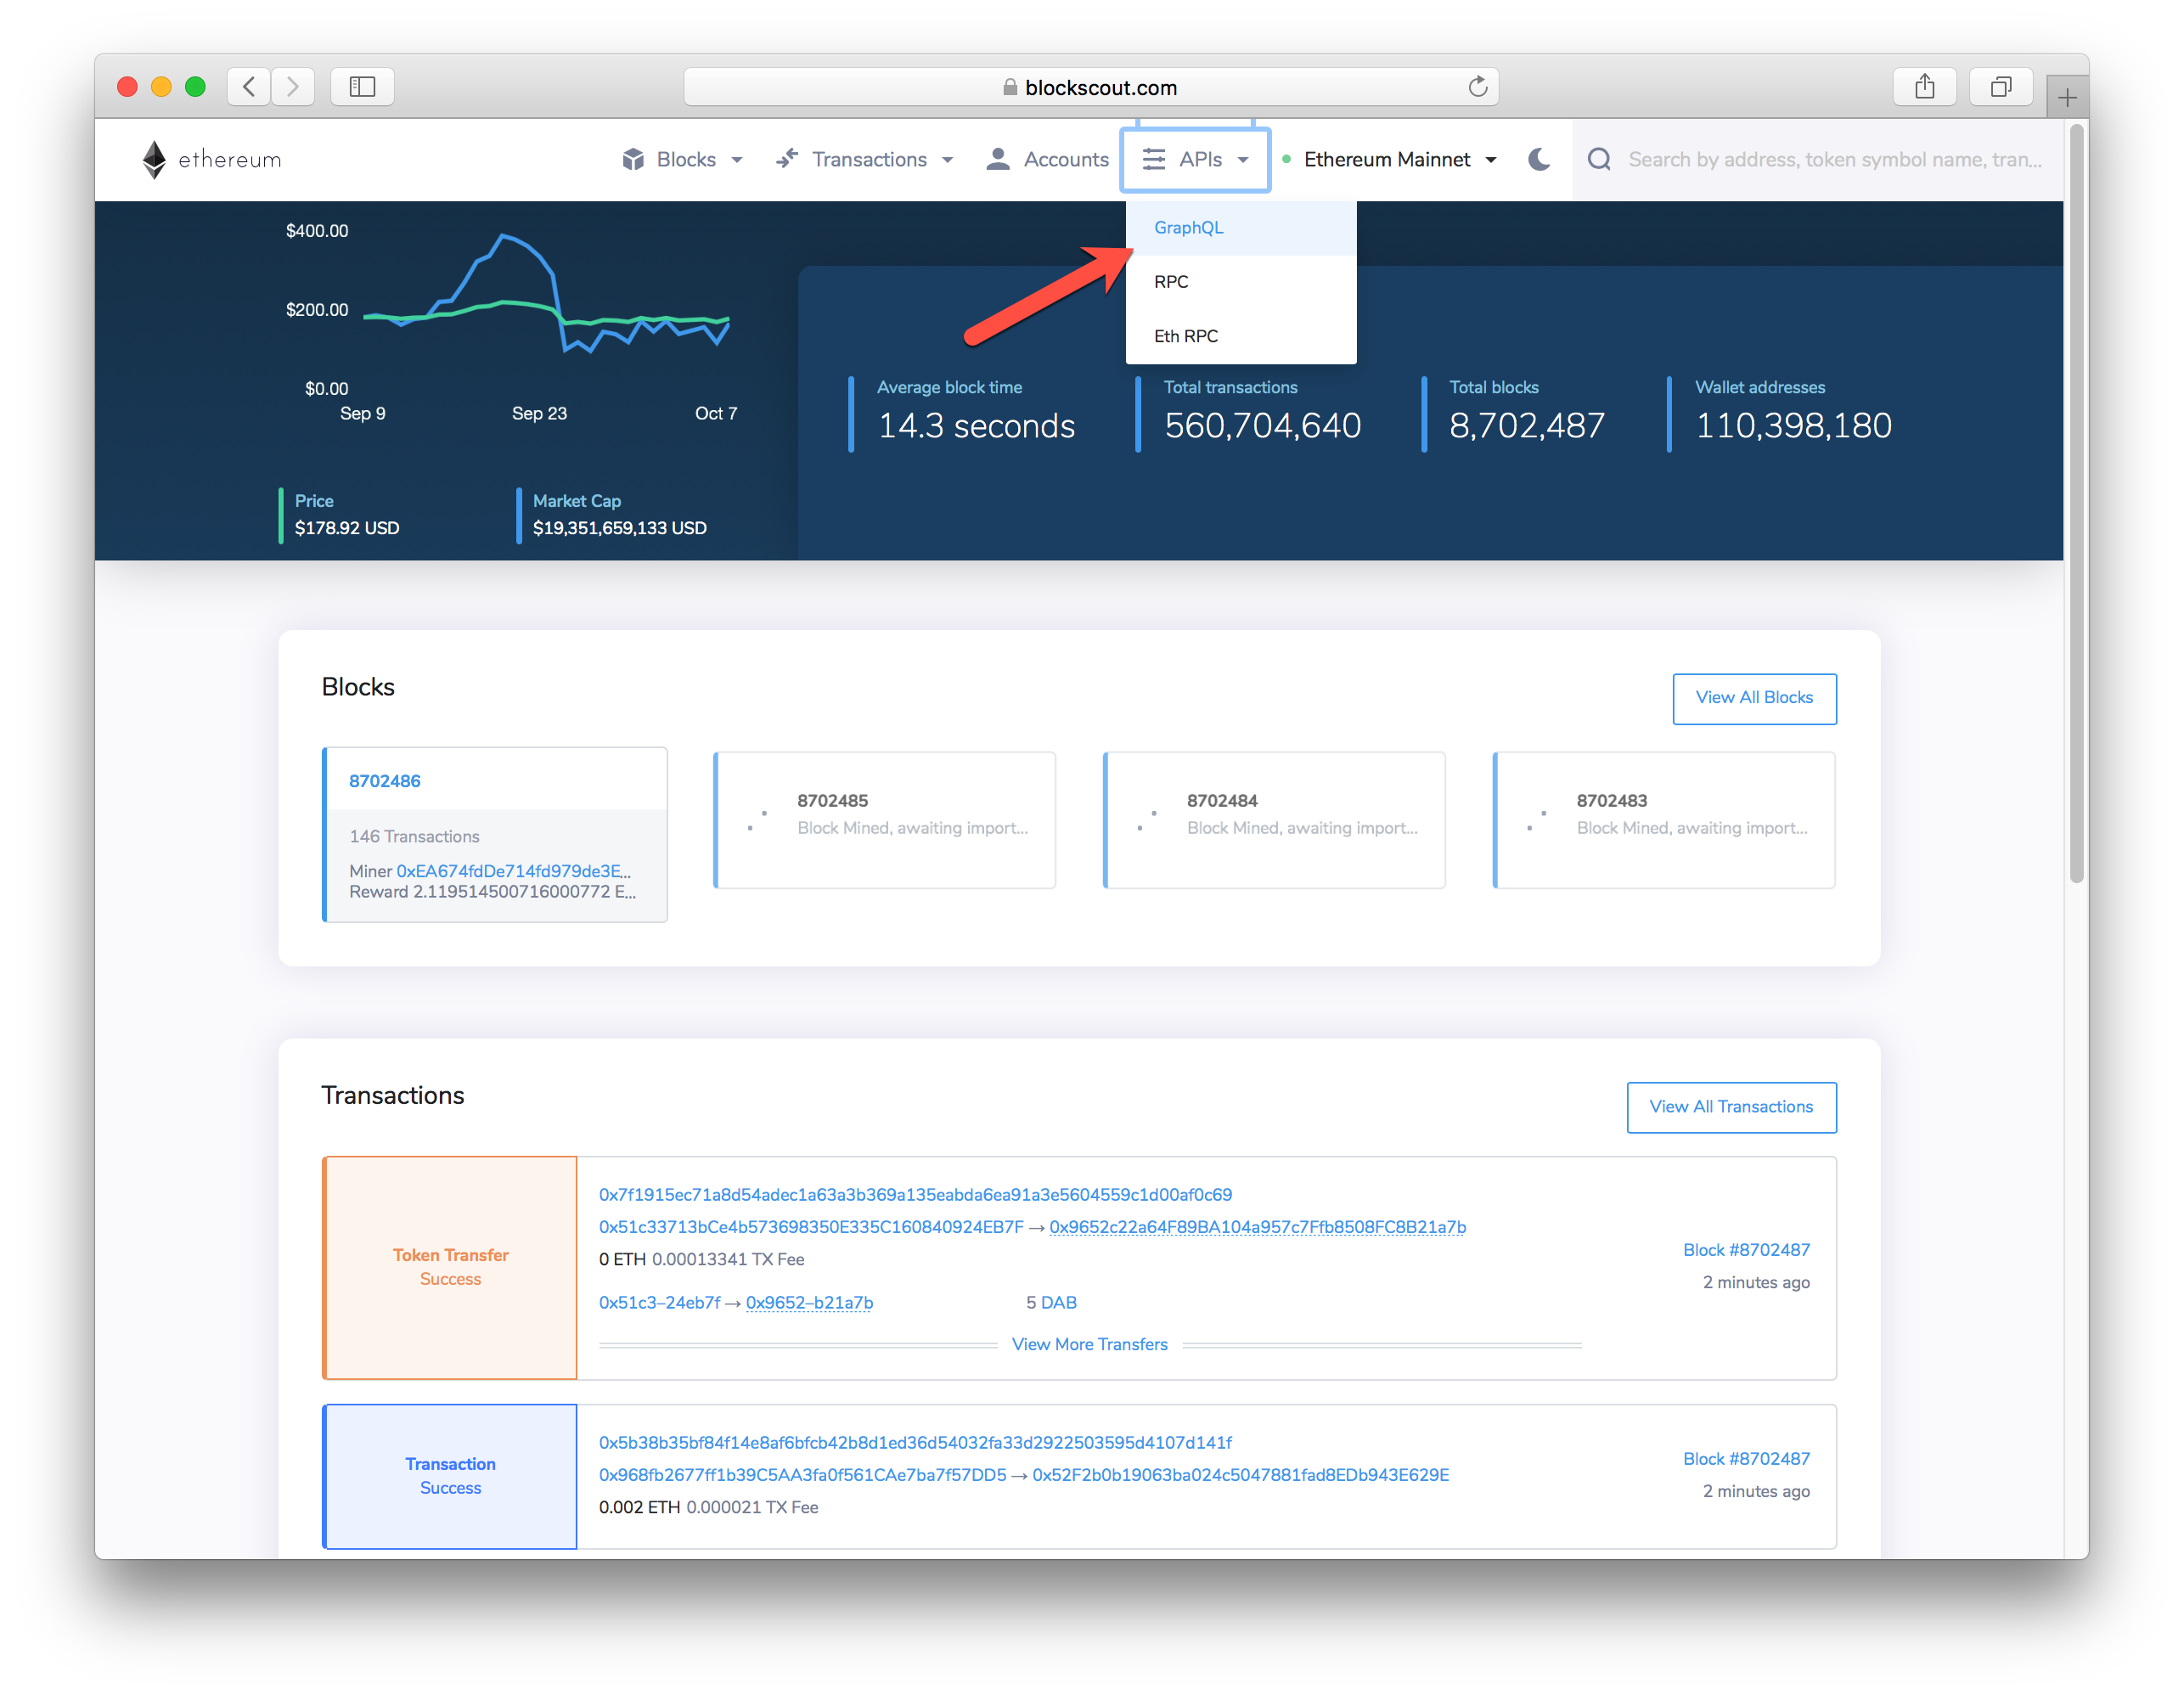 blockscout.com
ethereum
Blocks
Transactions
Accounts
APIs
Ethereum Mainnet
Search by address, token symbol name, tran...
GraphQL
RPC
Eth RPC
$400.00
$200.00
$0.00
Sep 9 Sep 23 Oct 7
Price
$178.92 USD
Market Cap
$19,351,659,133 USD
Average block time
14.3 seconds
Total transactions
560,704,640
Total blocks
8,702,487
Wallet addresses
110,398,180
Blocks
View All Blocks
8702486
146 Transactions
Miner 0xEA674fdDe714fd979de3E...
Reward 2.119514500716000772 E...
8702485
Block Mined, awaiting import...
8702484
Block Mined, awaiting import...
8702483
Block Mined, awaiting import...
Transactions
View All Transactions
Token Transfer
Success
0x7f1915ec71a8d54adec1a63a3b369a135eabda6ea91a3e5604559c1d00af0c69
0x51c33713bCe4b573698350E335C160840924EB7F → 0x9652c22a64F89BA104a957c7Ffb8508FC8B21a7b
0 ETH 0.00013341 TX Fee
0x51c3–24eb7f → 0x9652–b21a7b 5 DAB
View More Transfers
Block #8702487
2 minutes ago
Transaction
Success
0x5b38b35bf84f14e8af6bfcb42b8d1ed36d54032fa33d2922503595d4107d141f
0x968fb2677ff1b39C5AA3fa0f561CAe7ba7f57DD5 → 0x52F2b0b19063ba024c5047881fad8EDb943E629E
0.002 ETH 0.000021 TX Fee
Block #8702487
2 minutes ago